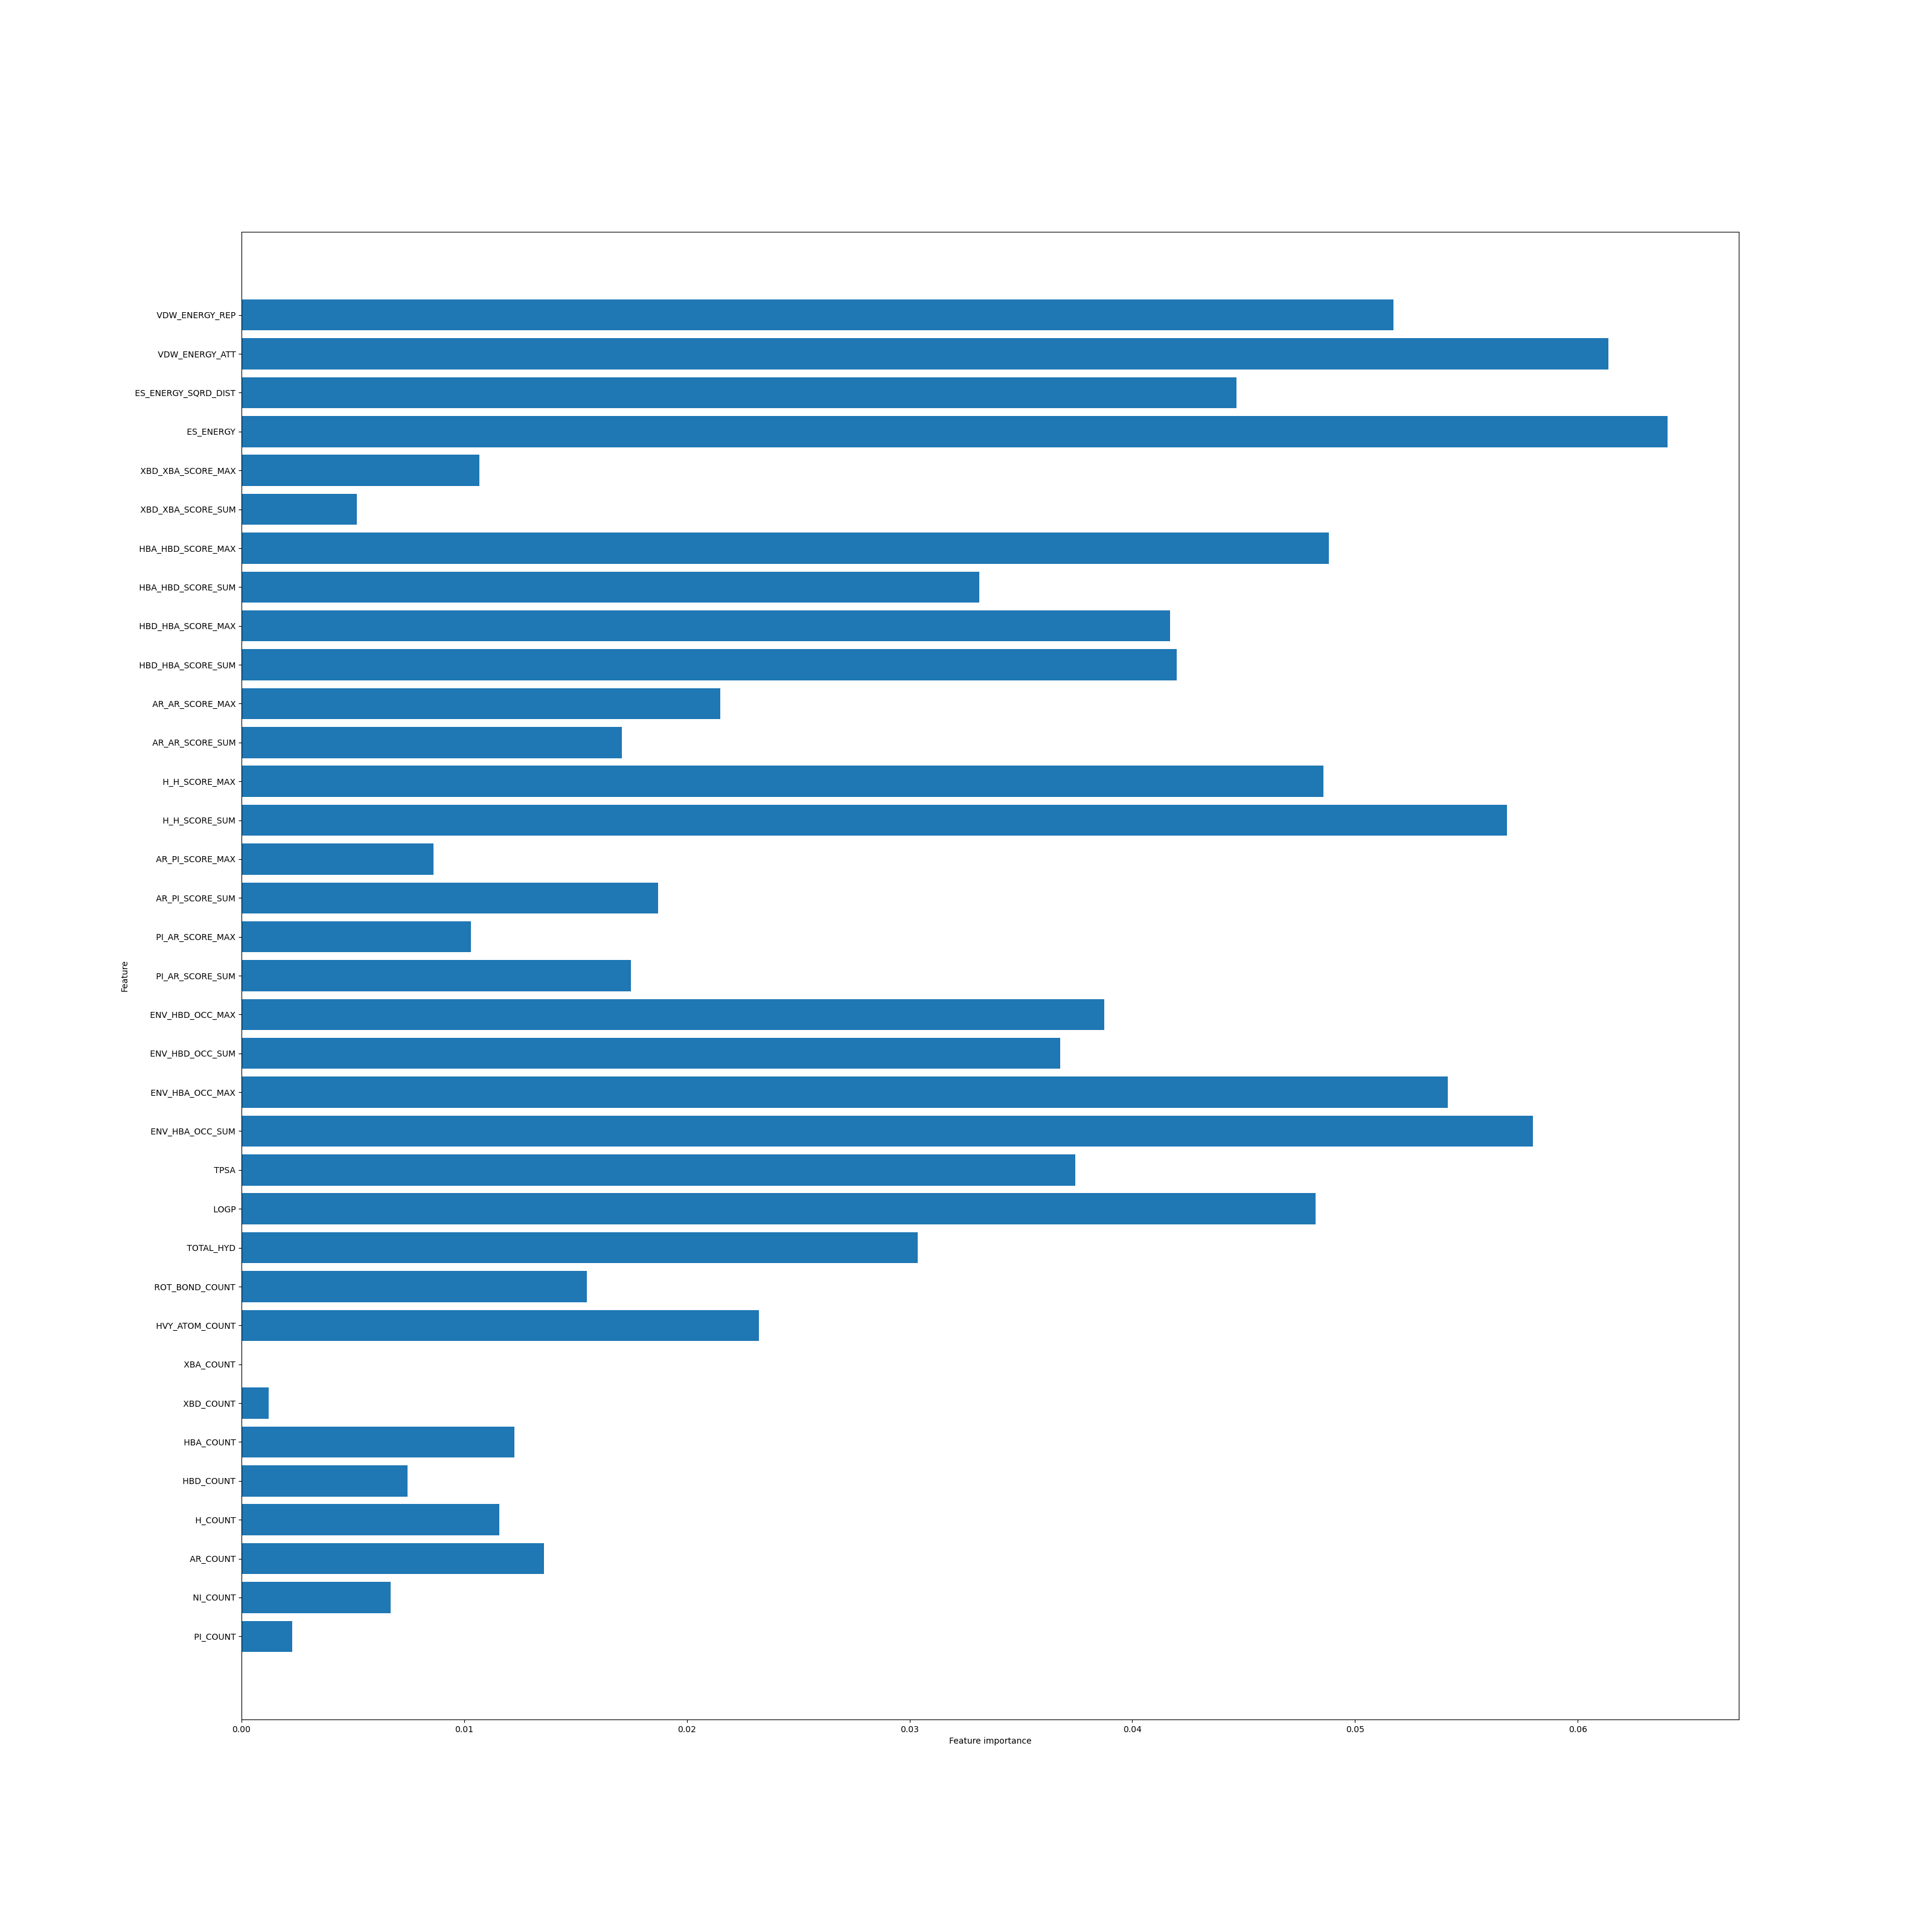 VDW_ENERGY_REP
VDW_ENERGY_ATT
ES_ENERGY_SQRD_DIST
ES_ENERGY
XBD_XBA_SCORE_MAX
XBD_XBA_SCORE_SUM
HBA_HBD_SCORE_MAX
HBA_HBD_SCORE_SUM
HBD_HBA_SCORE_MAX
HBD_HBA_SCORE_SUM
AR_AR_SCORE_MAX
AR_AR_SCORE_SUM
H_H_SCORE_MAX
H_H_SCORE_SUM
AR_PI_SCORE_MAX
AR_PI_SCORE_SUM
PI_AR_SCORE_MAX
PI_AR_SCORE_SUM
ENV_HBD_OCC_MAX
ENV_HBD_OCC_SUM
ENV_HBA_OCC_MAX
ENV_HBA_OCC_SUM
TPSA
LOGP
TOTAL_HYD
ROT_BOND_COUNT
HVY_ATOM_COUNT
XBA_COUNT
XBD_COUNT
HBA_COUNT
HBD_COUNT
H_COUNT
AR_COUNT
NI_COUNT
PI_COUNT
Feature
0.00 0.01 0.02 0.03 0.04 0.05 0.06
Feature importance